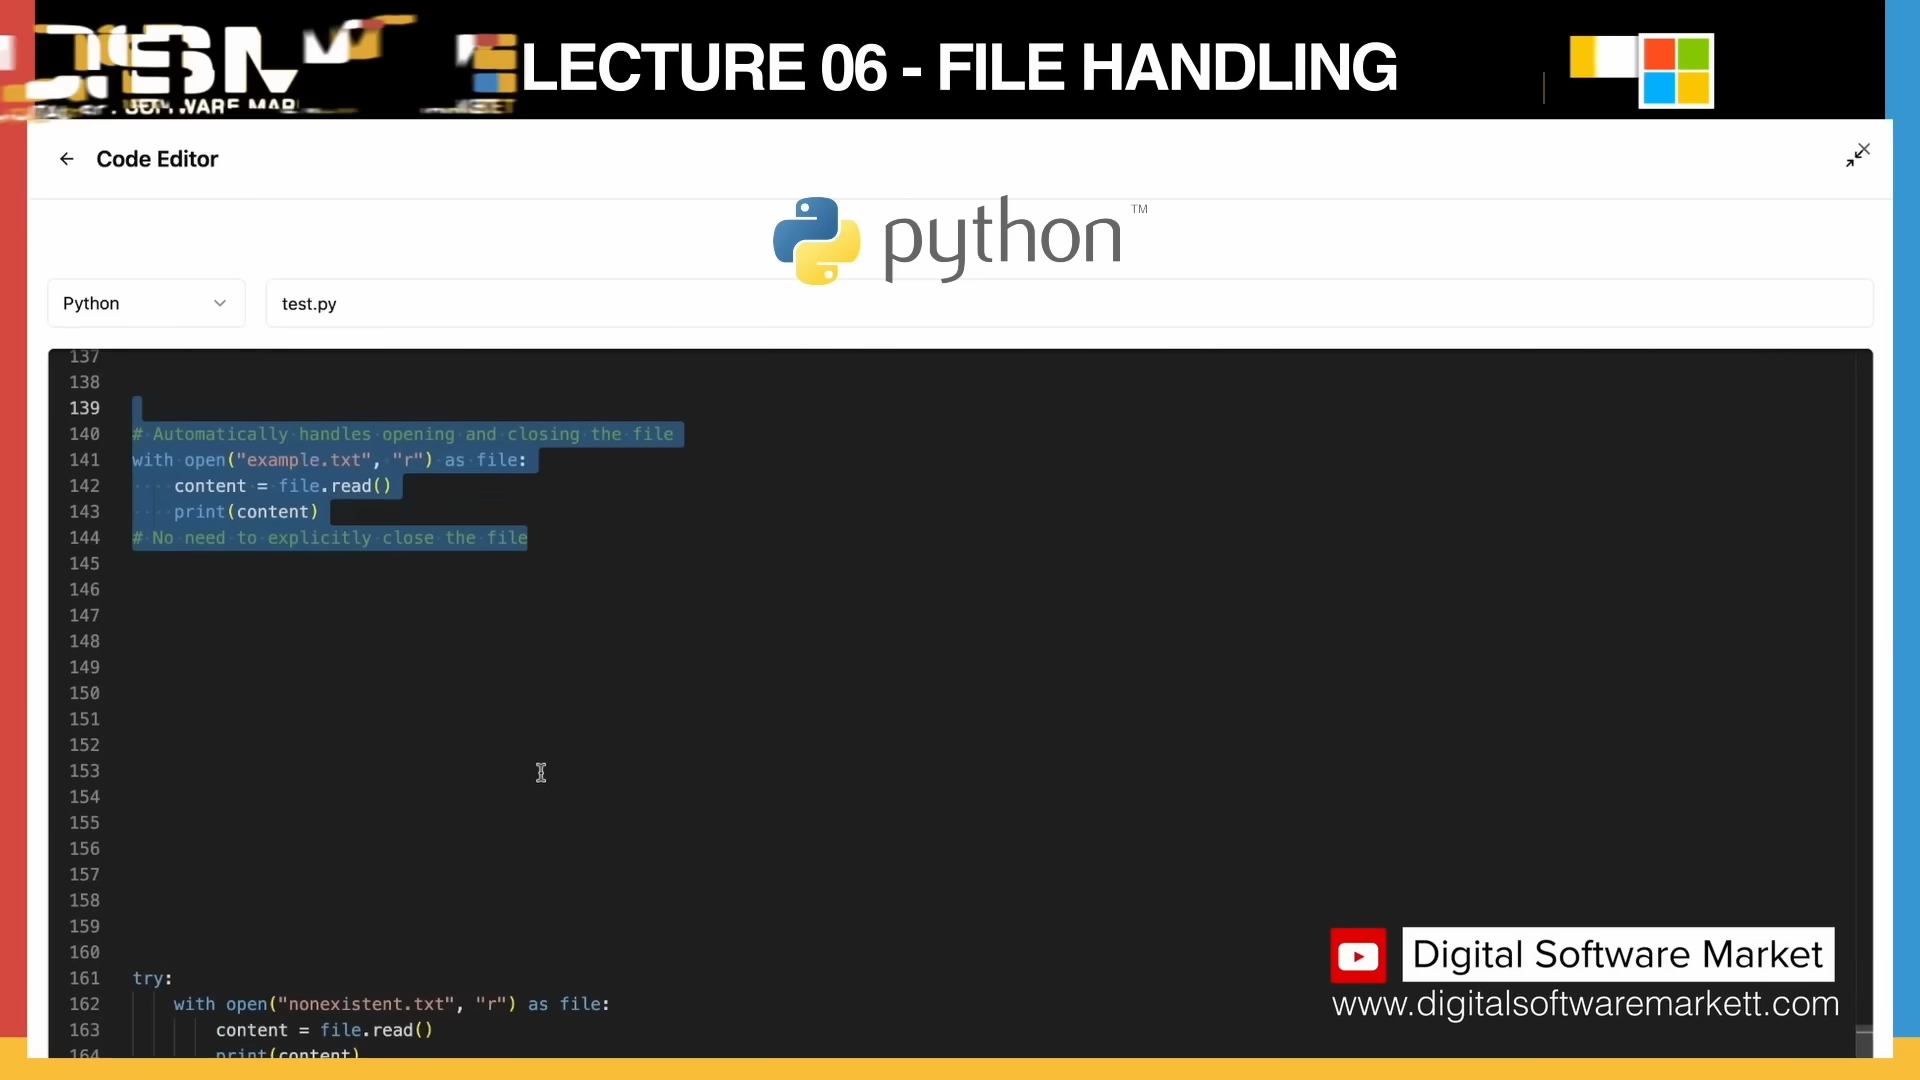 LECTURE 06 - FILE HANDLING
Code Editor
python™
Python
test.py
137
138
139
140 # Automatically handles opening and closing the file
141 with open("example.txt", "r") as file:
142     content = file.read()
143     print(content)
144 # No need to explicitly close the file
145
146
147
148
149
150
151
152
153
154
155
156
157
158
159
160
161 try:
162     with open("nonexistent.txt", "r") as file:
163         content = file.read()
164         print(content)
Digital Software Market
www.digitalsoftwaremarkett.com